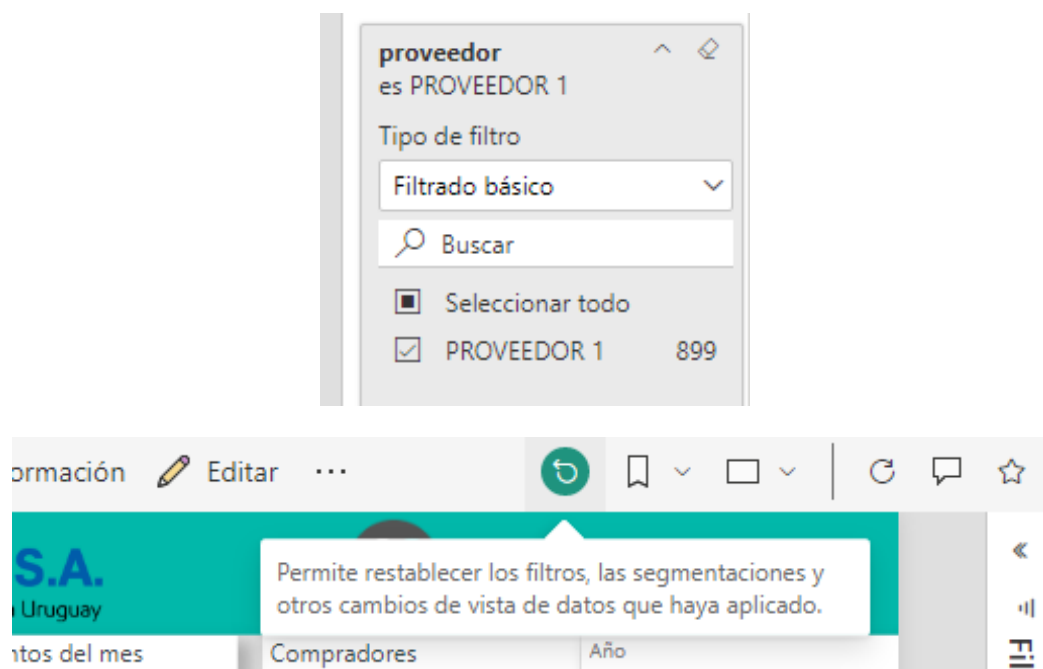 proveedor
es PROVEEDOR 1
Tipo de filtro
Filtrado básico
Buscar
Seleccionar todo
PROVEEDOR 1 899
ormación Editar ...
S.A.
Uruguay
Permite restablecer los filtros, las segmentaciones y
otros cambios de vista de datos que haya aplicado.
ntos del mes Compradores Año
Fil